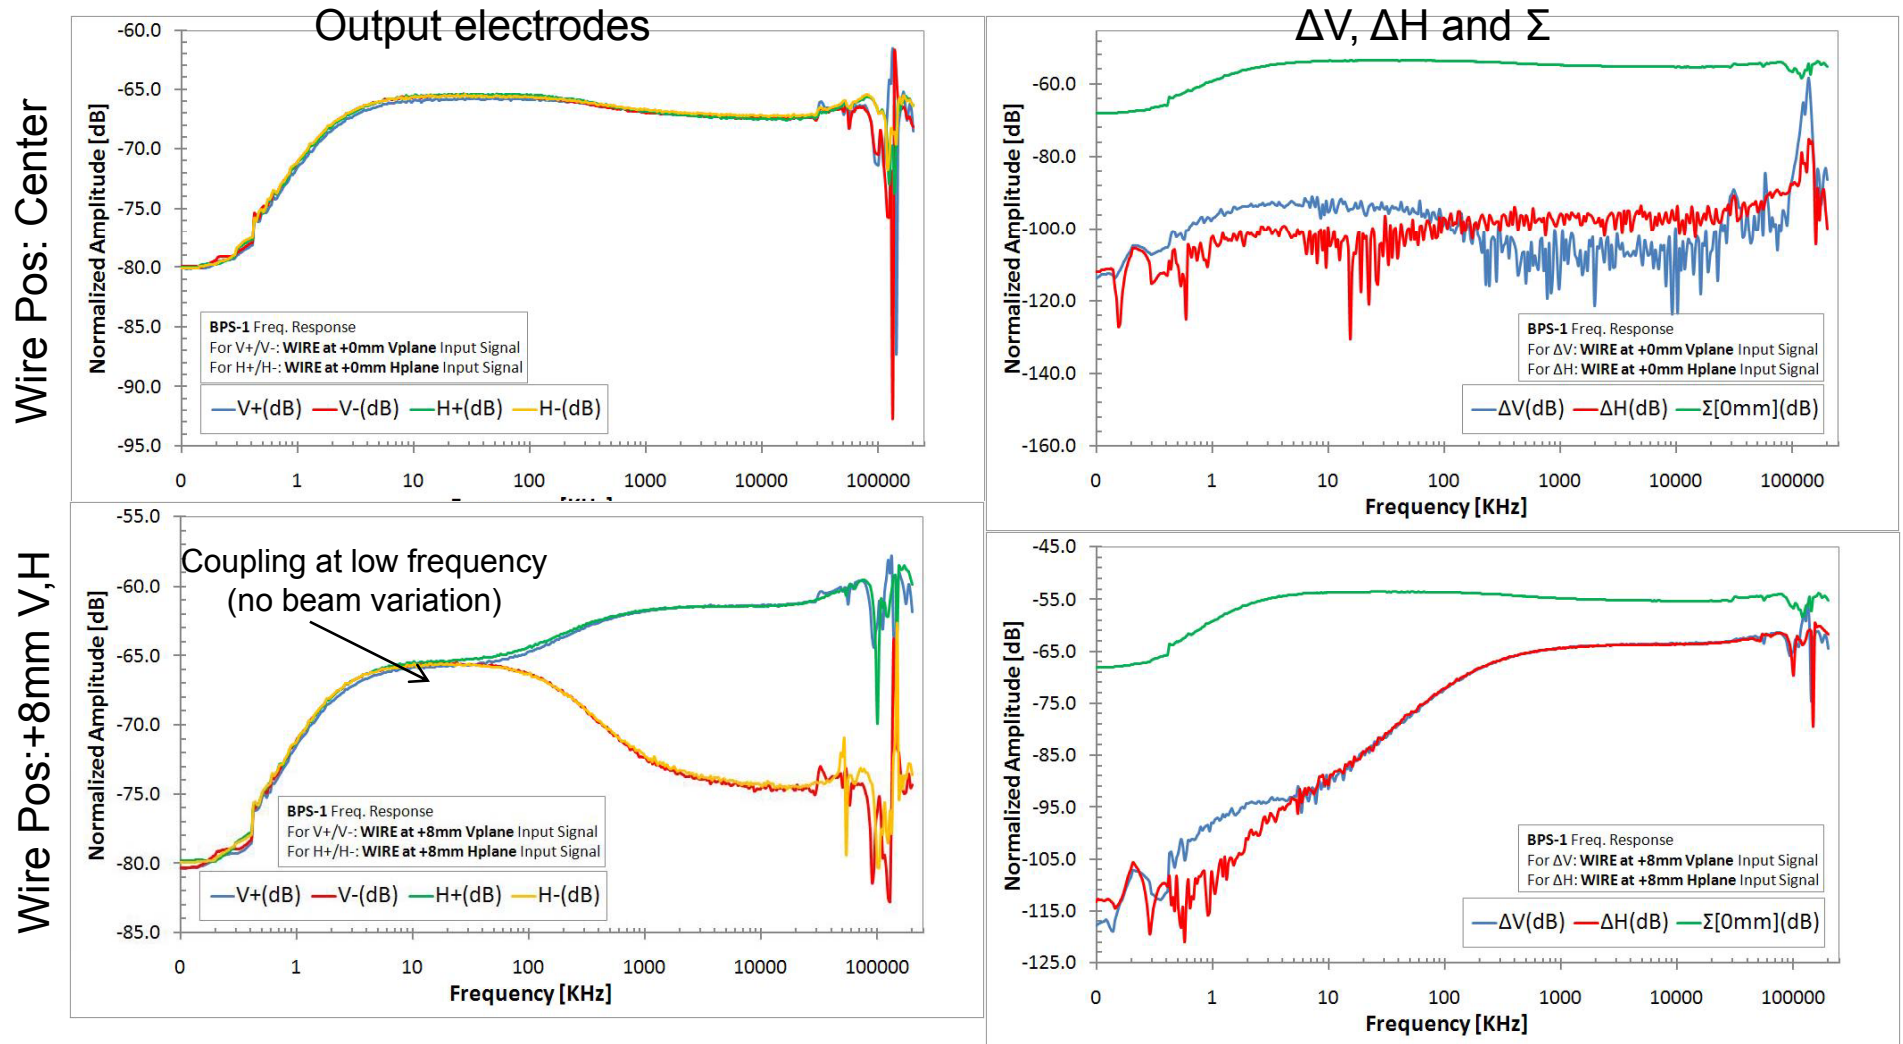 Output electrodes
ΔV, ΔH and Σ
Wire Pos: Center
Normalized Amplitude [dB]
-60.0
-65.0
-70.0
-75.0
-80.0
-85.0
-90.0
-95.0
BPS-1 Freq. Response
For V+/V-: WIRE at +0mm Vplane Input Signal
For H+/H-: WIRE at +0mm Hplane Input Signal
V+(dB) V-(dB) H+(dB) H-(dB)
0 1 10 100 1000 10000 100000
Normalized Amplitude [dB]
-60.0
-80.0
-100.0
-120.0
-140.0
-160.0
BPS-1 Freq. Response
For ΔV: WIRE at +0mm Vplane Input Signal
For ΔH: WIRE at +0mm Hplane Input Signal
ΔV(dB) ΔH(dB) Σ[0mm](dB)
0 1 10 100 1000 10000 100000
Frequency [KHz]
Wire Pos:+8mm V,H
Normalized Amplitude [dB]
-55.0
-60.0
-65.0
-70.0
-75.0
-80.0
-85.0
Coupling at low frequency
(no beam variation)
BPS-1 Freq. Response
For V+/V-: WIRE at +8mm Vplane Input Signal
For H+/H-: WIRE at +8mm Hplane Input Signal
V+(dB) V-(dB) H+(dB) H-(dB)
0 1 10 100 1000 10000 100000
Frequency [KHz]
Normalized Amplitude [dB]
-45.0
-55.0
-65.0
-75.0
-85.0
-95.0
-105.0
-115.0
-125.0
BPS-1 Freq. Response
For ΔV: WIRE at +8mm Vplane Input Signal
For ΔH: WIRE at +8mm Hplane Input Signal
ΔV(dB) ΔH(dB) Σ[0mm](dB)
0 1 10 100 1000 10000 100000
Frequency [KHz]